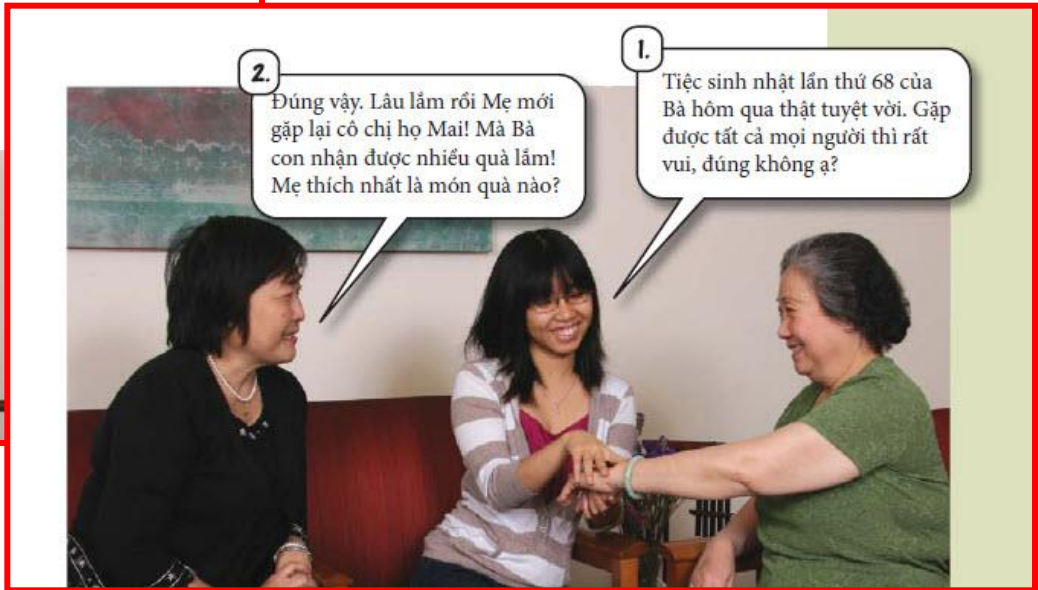 1.
Tiệc sinh nhật lần thứ 68 của
Bà hôm qua thật tuyệt vời. Gặp
được tất cả mọi người thì rất
vui, đúng không ạ?
2.
Đúng vậy. Lâu lắm rồi Mẹ mới
gặp lại cô chị họ Mai! Mà Bà
con nhận được nhiều quà lắm!
Mẹ thích nhất là món quà nào?